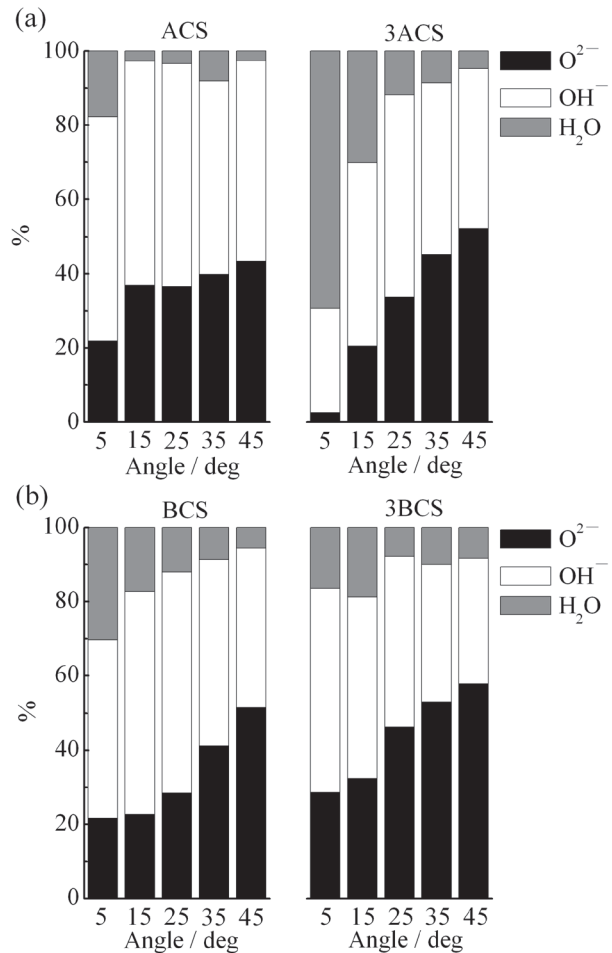 (a)
ACS
3ACS
100
80
60
40
20
0
%
5 15 25 35 45
Angle / deg
5 15 25 35 45
Angle / deg
O²⁻
OH⁻
H₂O
(b)
BCS
3BCS
100
80
60
40
20
0
%
5 15 25 35 45
Angle / deg
5 15 25 35 45
Angle / deg
O²⁻
OH⁻
H₂O